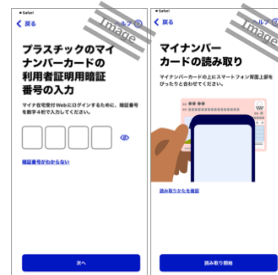 Safari
戻る
ヘルプ
Image
プラスチックのマイ
ナンバーカードの
利用者証明用暗証
番号の入力
マイナ在宅受付Webにログインするために、暗証番号
を数字4桁で入力してください。
暗証番号がわからない
次へ
Safari
戻る
ヘルプ
Image
マイナンバー
カードの読み取り
マイナンバーカードの上にスマートフォン背面上部を
ぴったりと合わせてください。
読み取りかたを確認
読み取り開始